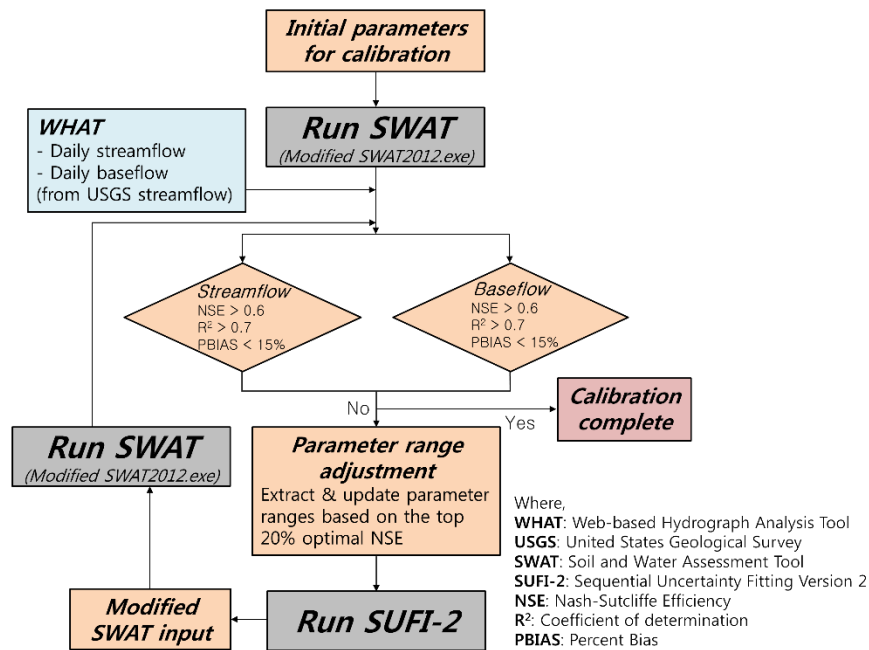 Initial parameters
for calibration
Run SWAT
(Modified SWAT2012.exe)
WHAT
- Daily streamflow
- Daily baseflow
(from USGS streamflow)
Streamflow
NSE > 0.6
R² > 0.7
PBIAS < 15%
Baseflow
NSE > 0.6
R² > 0.7
PBIAS < 15%
No
Yes
Calibration
complete
Run SWAT
(Modified SWAT2012.exe)
Parameter range
adjustment
Extract & update parameter
ranges based on the top
20% optimal NSE
Modified
SWAT input
Run SUFI-2
Where,
WHAT: Web-based Hydrograph Analysis Tool
USGS: United States Geological Survey
SWAT: Soil and Water Assessment Tool
SUFI-2: Sequential Uncertainty Fitting Version 2
NSE: Nash-Sutcliffe Efficiency
R²: Coefficient of determination
PBIAS: Percent Bias